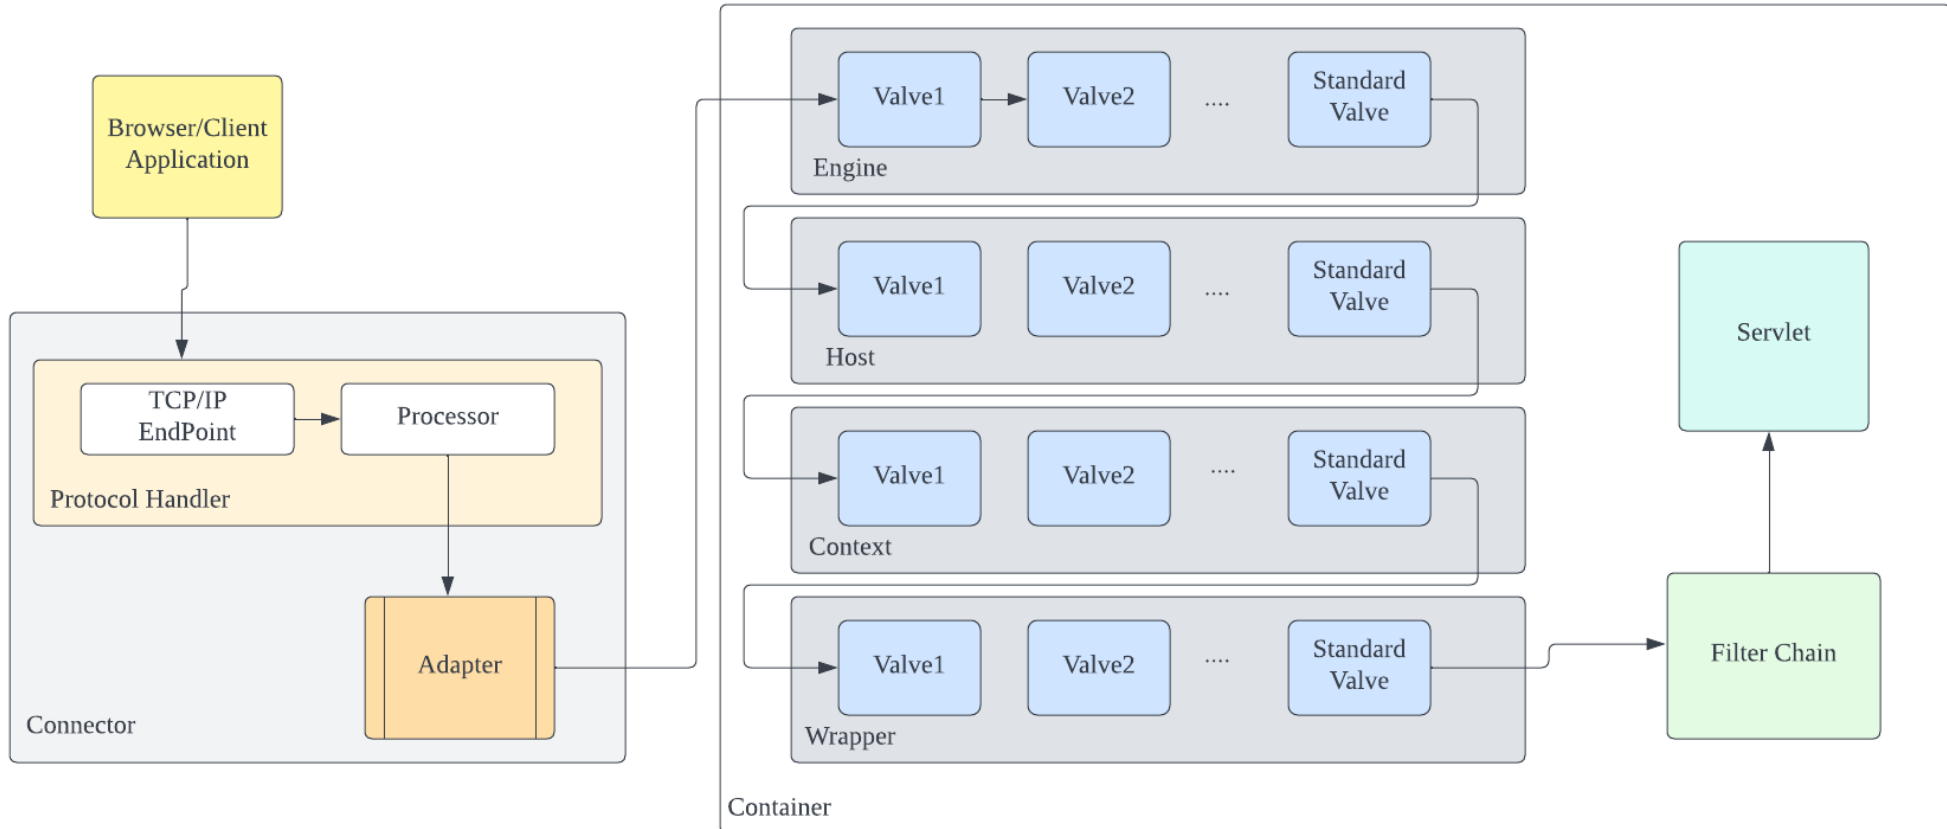 Browser/Client
Application
TCP/IP
EndPoint
Processor
Protocol Handler
Adapter
Connector
Valve1
Valve2
....
Standard
Valve
Engine
Valve1
Valve2
....
Standard
Valve
Host
Valve1
Valve2
....
Standard
Valve
Context
Valve1
Valve2
....
Standard
Valve
Wrapper
Servlet
Filter Chain
Container